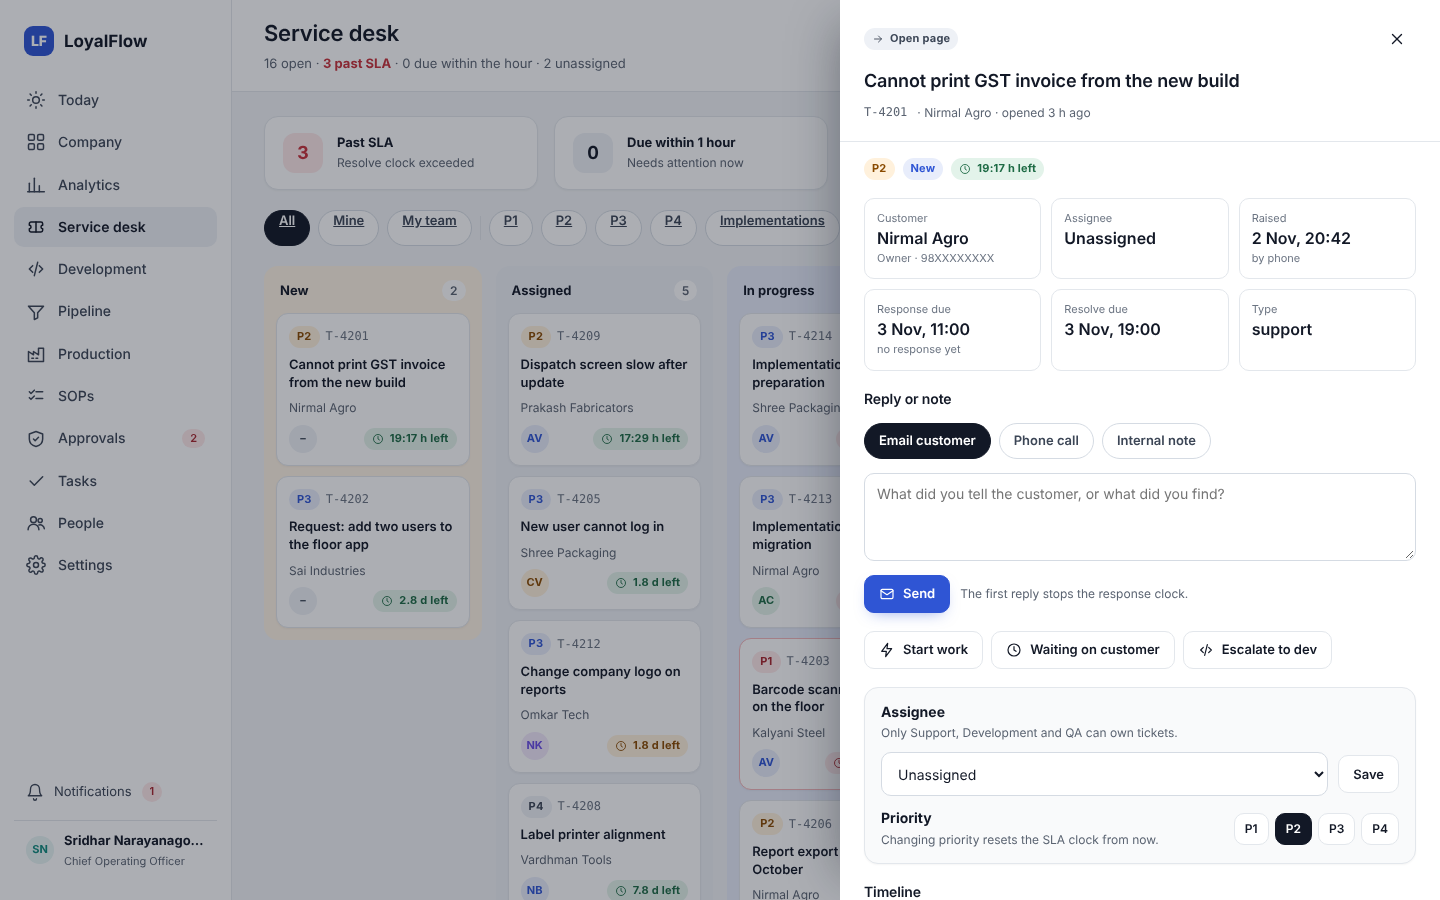 LF LoyalFlow
Today
Company
Analytics
Service desk
Development
Pipeline
Production
SOPs
Approvals 2
Tasks
People
Settings
Notifications 1
SN Sridhar Narayanago...
Chief Operating Officer
Service desk
16 open · 3 past SLA · 0 due within the hour · 2 unassigned
3 Past SLA
Resolve clock exceeded
0 Due within 1 hour
Needs attention now
All Mine My team P1 P2 P3 P4 Implementations
New 2
P2 T-4201
Cannot print GST invoice
from the new build
Nirmal Agro
– 19:17 h left
P3 T-4202
Request: add two users to
the floor app
Sai Industries
– 2.8 d left
Assigned 5
P2 T-4209
Dispatch screen slow after
update
Prakash Fabricators
AV 17:29 h left
P3 T-4205
New user cannot log in
Shree Packaging
CV 1.8 d left
P3 T-4212
Change company logo on
reports
Omkar Tech
NK 1.8 d left
P4 T-4208
Label printer alignment
Vardhman Tools
NB 7.8 d left
In progress
P3 T-4214
preparation
Shree
AV
P3 T-4213
migration
Nirmal Agro
AC
P1 T-4203
Barcode
on the floor
Kalyani Steel
AV
P2 T-4206
Report export
October
Nirmal Agro
Open page
Cannot print GST invoice from the new build
T-4201 · Nirmal Agro · opened 3 h ago
P2 New 19:17 h left
Customer
Nirmal Agro
Owner · 98XXXXXXXX
Assignee
Unassigned
Raised
2 Nov, 20:42
by phone
Response due
3 Nov, 11:00
no response yet
Resolve due
3 Nov, 19:00
Type
support
Reply or note
Email customer Phone call Internal note
What did you tell the customer, or what did you find?
Send The first reply stops the response clock.
Start work Waiting on customer Escalate to dev
Assignee
Only Support, Development and QA can own tickets.
Unassigned Save
Priority
Changing priority resets the SLA clock from now.
P1 P2 P3 P4
Timeline